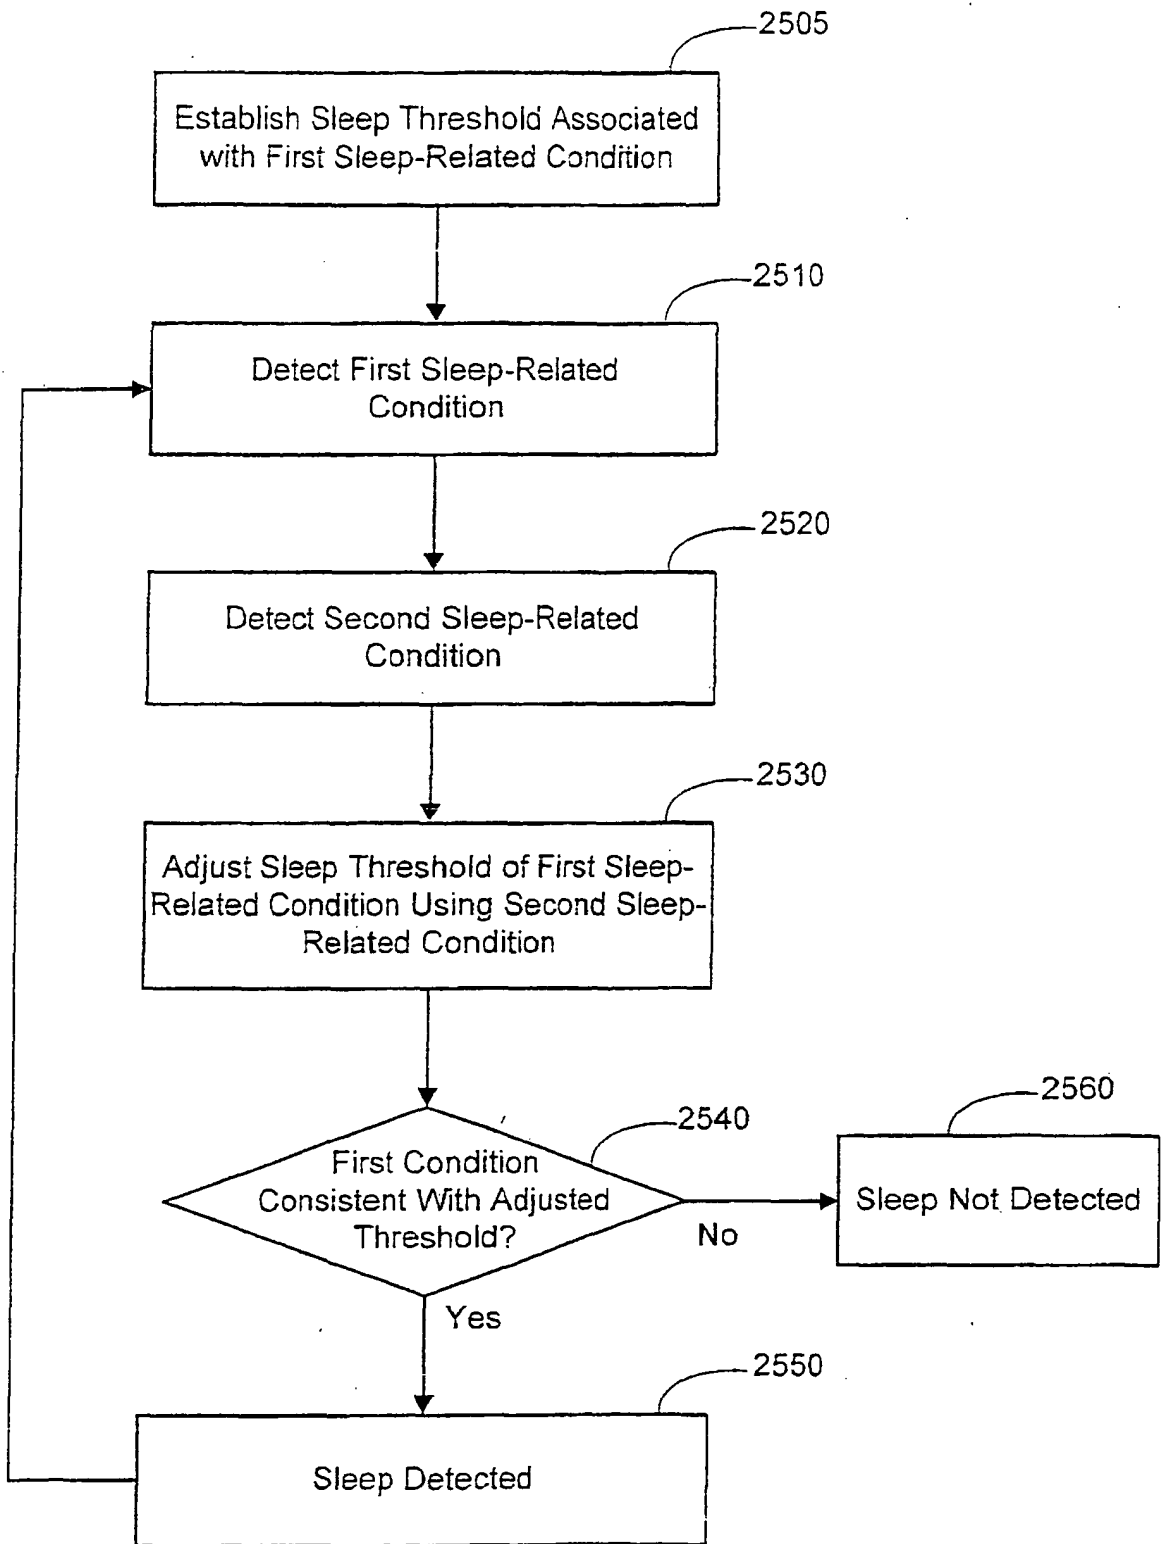 2505
Establish Sleep Threshold Associated
with First Sleep-Related Condition
2510
Detect First Sleep-Related
Condition
2520
Detect Second Sleep-Related
Condition
2530
Adjust Sleep Threshold of First Sleep-
Related Condition Using Second Sleep-
Related Condition
2540
First Condition
Consistent With Adjusted
Threshold?
No
2560
Sleep Not Detected
Yes
2550
Sleep Detected